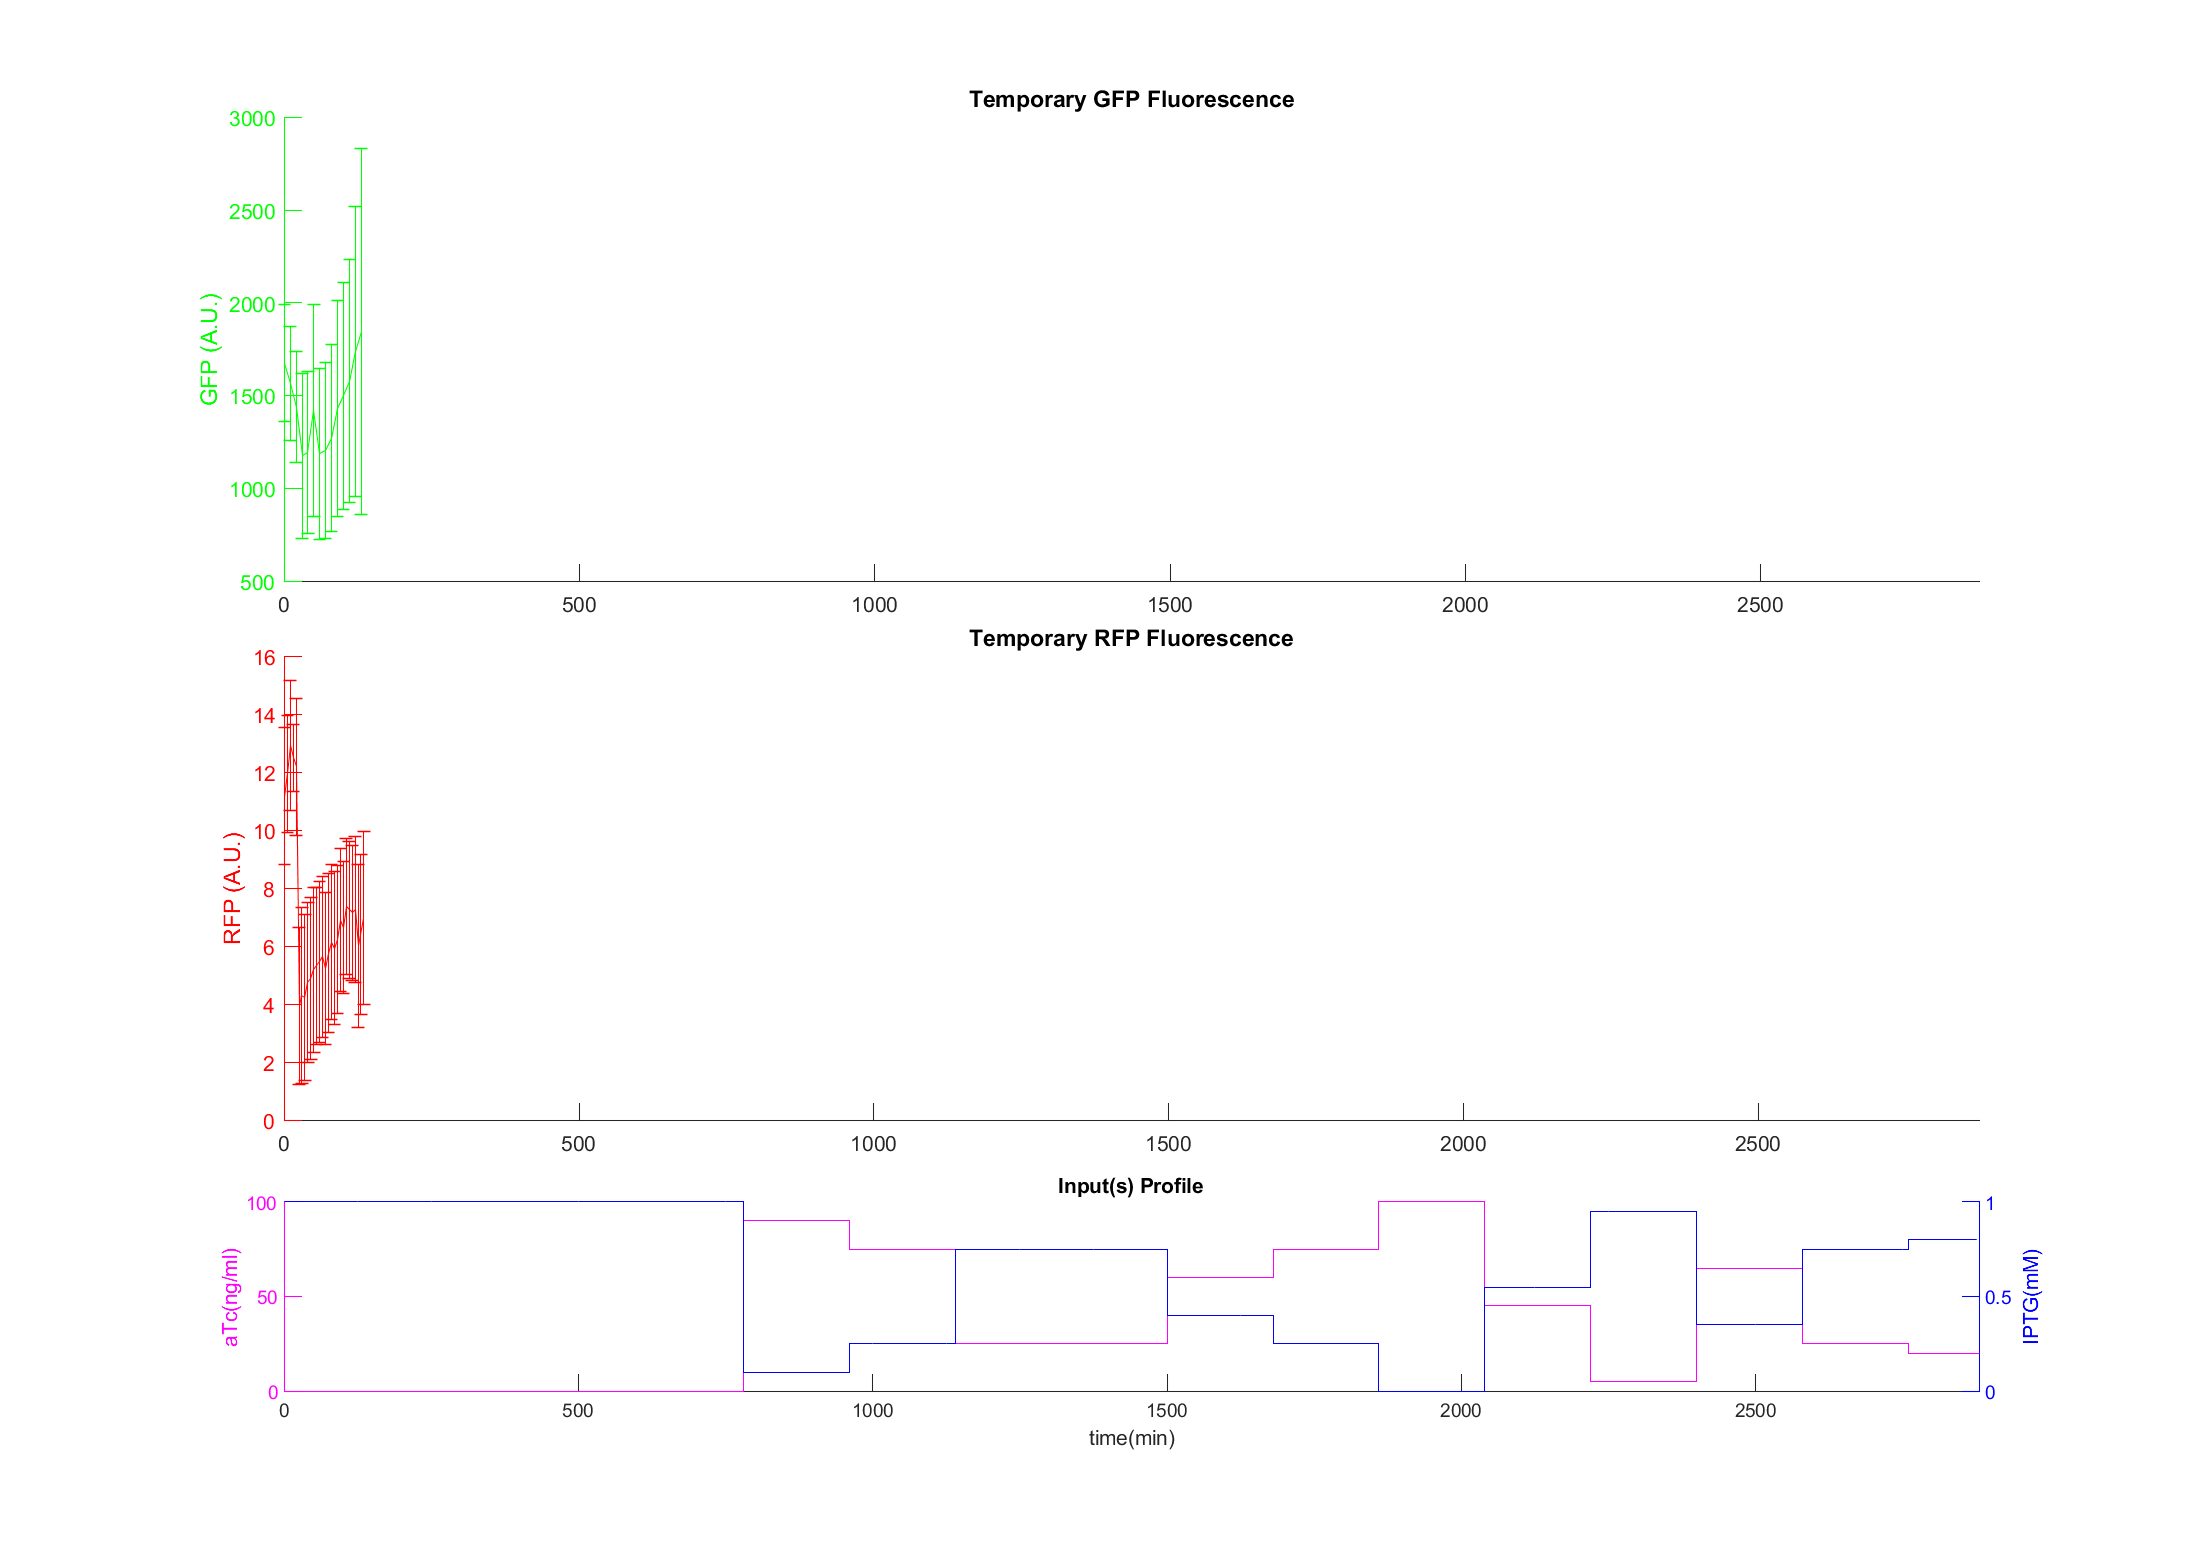 Temporary GFP Fluorescence
3000
2500
2000
1500
1000
500
GFP (A.U.)
0 500 1000 1500 2000 2500
Temporary RFP Fluorescence
16
14
12
10
8
6
4
2
0
RFP (A.U.)
0 500 1000 1500 2000 2500
Input(s) Profile
100
50
0
aTc(ng/ml)
1
0.5
0
IPTG(mM)
0 500 1000 1500 2000 2500
time(min)